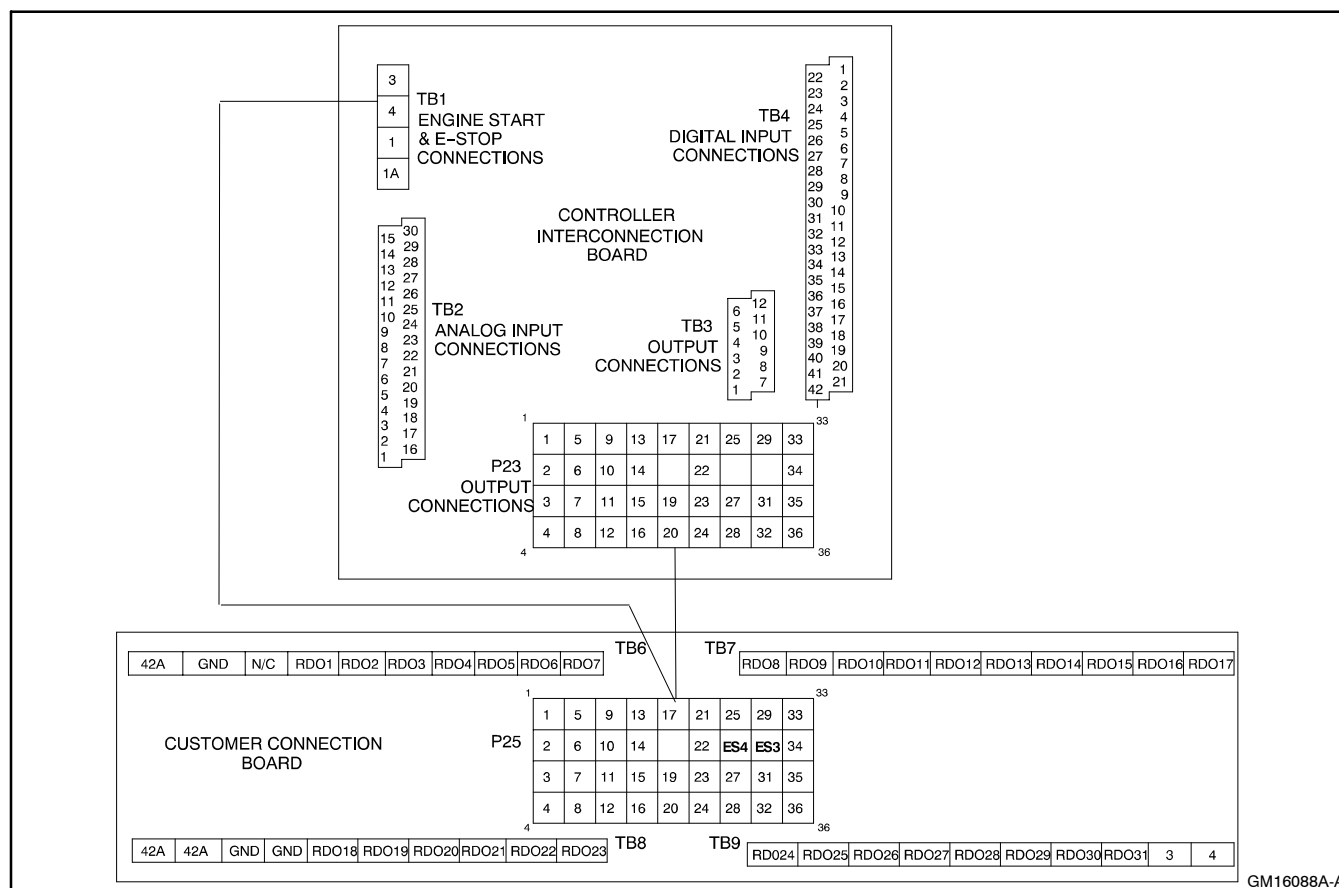 3
4
1
1A
TB1
ENGINE START
& E-STOP
CONNECTIONS
TB4
DIGITAL INPUT
CONNECTIONS
1
22 2
23 3
24 4
25 5
26 6
27 7
28 8
29 9
30 10
31 11
32 12
33 13
34 14
35 15
36 16
37 17
38 18
39 19
40 20
41 21
42
CONTROLLER
INTERCONNECTION
BOARD
15 30
14 29
13 28
12 27
11 26
10 25
9 24
8 23
7 22
6 21
5 20
4 19
3 18
2 17
1 16
TB2
ANALOG INPUT
CONNECTIONS
TB3
OUTPUT
CONNECTIONS
6 12
5 11
4 10
3 9
2 8
1 7
P23
OUTPUT
CONNECTIONS
1 33
1 5 9 13 17 21 25 29 33
2 6 10 14 22 34
3 7 11 15 19 23 27 31 35
4 8 12 16 20 24 28 32 36
4 36
TB6
42A GND N/C RDO1 RDO2 RDO3 RDO4 RDO5 RDO6 RDO7
TB7
RDO8 RDO9 RDO10 RDO11 RDO12 RDO13 RDO14 RDO15 RDO16 RDO17
CUSTOMER CONNECTION
BOARD
P25
1 33
1 5 9 13 17 21 25 29 33
2 6 10 14 22 ES4 ES3 34
3 7 11 15 19 23 27 31 35
4 8 12 16 20 24 28 32 36
4 36
42A 42A GND GND RDO18 RDO19 RDO20 RDO21 RDO22 RDO23
TB8
TB9
RD024 RDO25 RDO26 RDO27 RDO28 RDO29 RDO30 RDO31 3 4
GM16088A-A